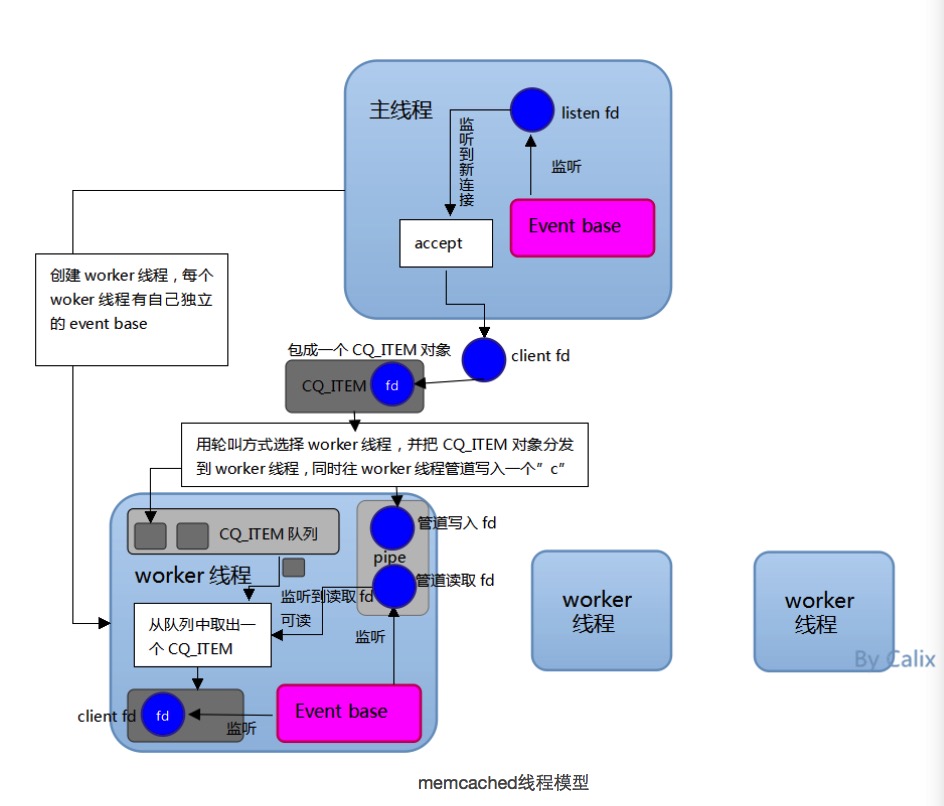 主线程
listen fd
监听到新连接
监听
Event base
accept
创建 worker 线程，每个
woker 线程有自己独立
的 event base
包成一个 CQ_ITEM 对象
client fd
CQ_ITEM
fd
用轮叫方式选择 worker 线程，并把 CQ_ITEM 对象分发
到 worker 线程，同时往 worker 线程管道写入一个” c”
CQ_ITEM 队列
管道写入 fd
pipe
管道读取 fd
worker 线程
监听到读取 fd
可读
从队列中取出一
个 CQ_ITEM
监听
client fd
fd
监听
Event base
worker
线程
worker
线程
By Calix
memcached线程模型